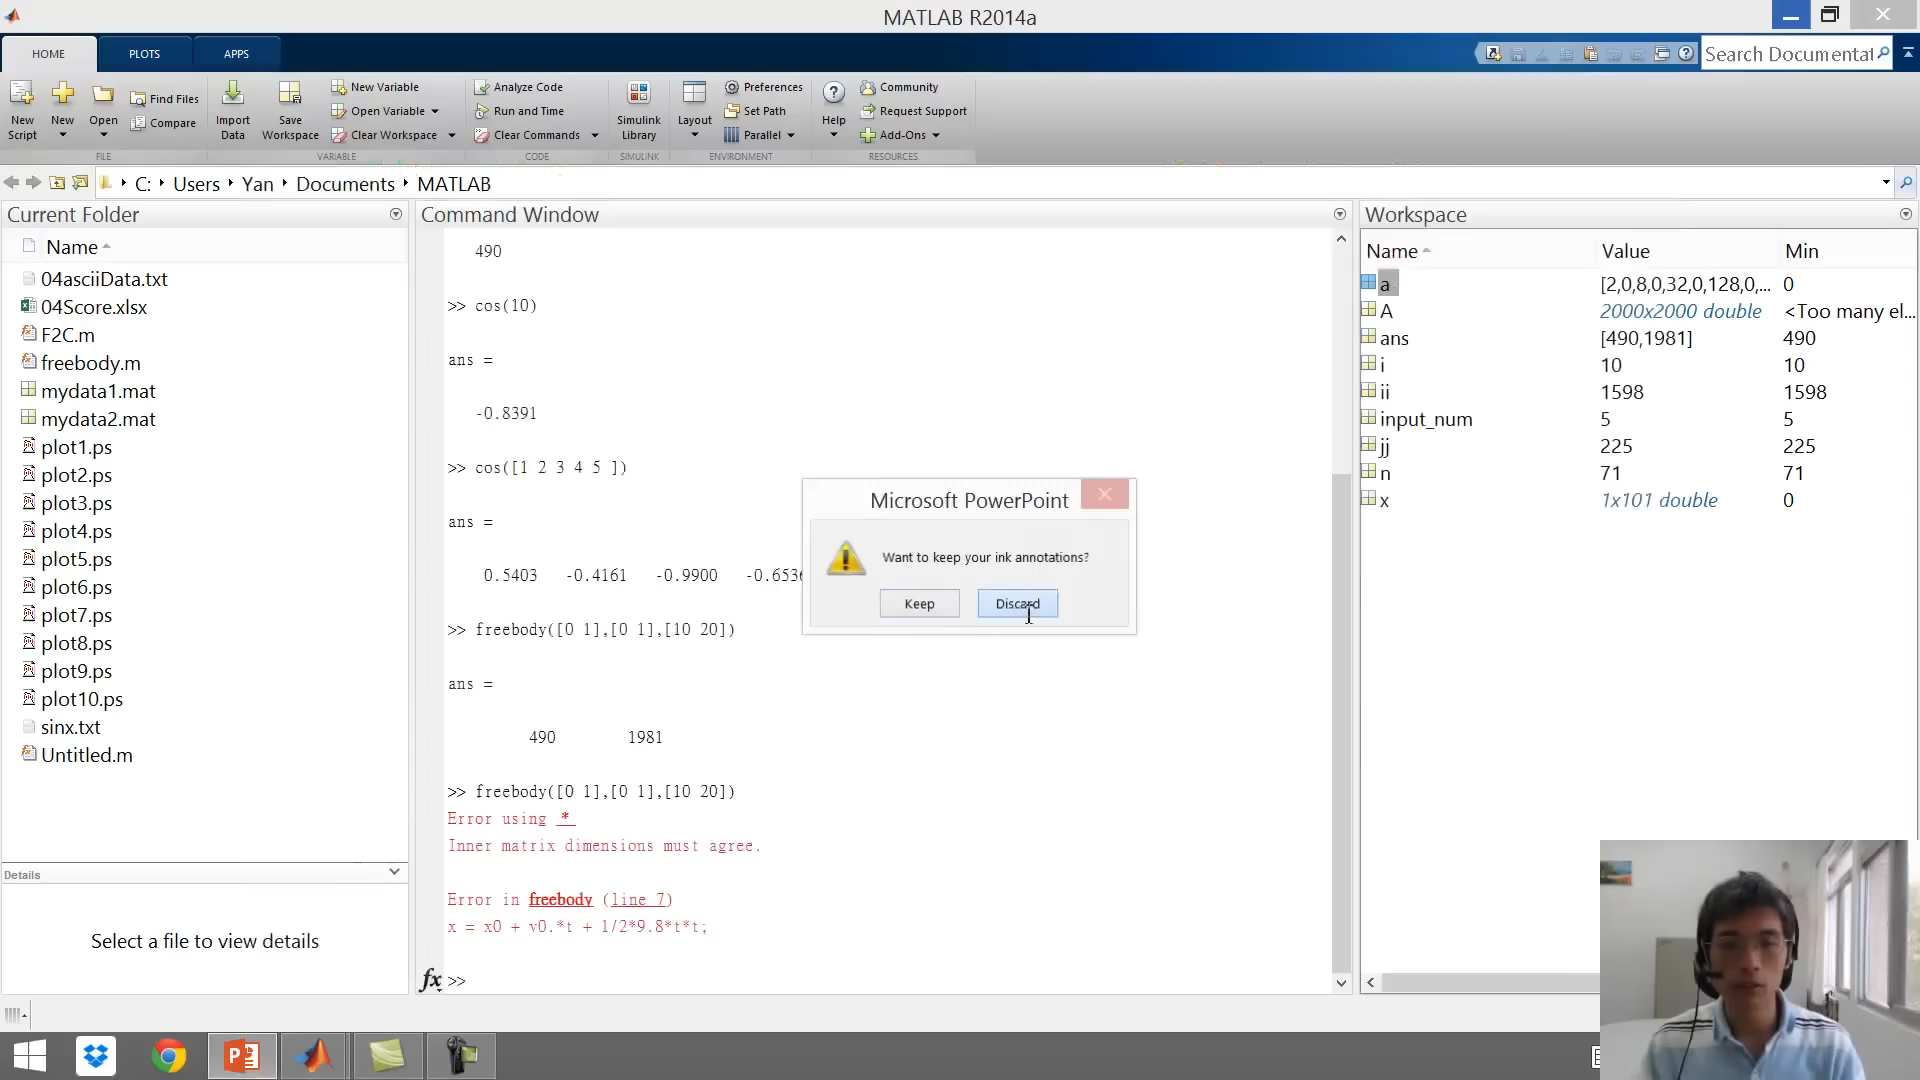 MATLAB R2014a
HOME
PLOTS
APPS
Search Documentat
New Script
New
Open
Find Files
Compare
Import Data
Save Workspace
New Variable
Open Variable
Clear Workspace
Analyze Code
Run and Time
Clear Commands
Simulink Library
Layout
Preferences
Set Path
Parallel
Help
Community
Request Support
Add-Ons
FILE
VARIABLE
CODE
SIMULINK
ENVIRONMENT
RESOURCES
C: Users Yan Documents MATLAB
Current Folder
Name
04asciiData.txt
04Score.xlsx
F2C.m
freebody.m
mydata1.mat
mydata2.mat
plot1.ps
plot2.ps
plot3.ps
plot4.ps
plot5.ps
plot6.ps
plot7.ps
plot8.ps
plot9.ps
plot10.ps
sinx.txt
Untitled.m
Details
Select a file to view details
Command Window
490
>> cos(10)
ans =
-0.8391
>> cos([1 2 3 4 5 ])
ans =
0.5403 -0.4161 -0.9900 -0.6536
>> freebody([0 1],[0 1],[10 20])
ans =
490 1981
>> freebody([0 1],[0 1],[10 20])
Error using *
Inner matrix dimensions must agree.
Error in freebody (line 7)
x = x0 + v0.*t + 1/2*9.8*t*t;
fx >>
Microsoft PowerPoint
Want to keep your ink annotations?
Keep
Discard
Workspace
Name Value Min
a [2,0,8,0,32,0,128,0,... 0
A 2000x2000 double <Too many el...
ans [490,1981] 490
i 10 10
ii 1598 1598
input_num 5 5
jj 225 225
n 71 71
x 1x101 double 0